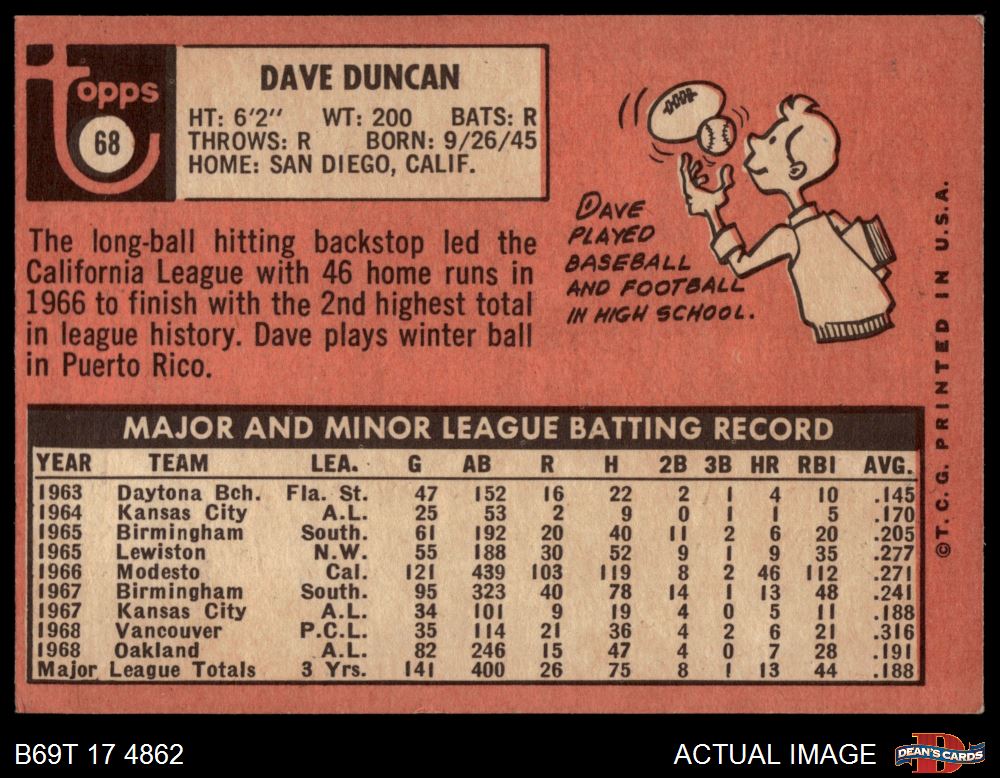 topps
68
DAVE DUNCAN
HT: 6'2" WT: 200 BATS: R
THROWS: R BORN: 9/26/45
HOME: SAN DIEGO, CALIF.
The long-ball hitting backstop led the
California League with 46 home runs in
1966 to finish with the 2nd highest total
in league history. Dave plays winter ball
in Puerto Rico.
DAVE
PLAYED
BASEBALL
AND FOOTBALL
IN HIGH SCHOOL.
MAJOR AND MINOR LEAGUE BATTING RECORD
YEAR TEAM LEA. G AB R H 2B 3B HR RBI AVG.
1963 Daytona Bch. Fla. St. 47 152 16 22 2 1 4 10 .145
1964 Kansas City A.L. 25 53 2 9 0 1 1 5 .170
1965 Birmingham South. 61 192 20 40 11 2 6 20 .205
1965 Lewiston N.W. 55 188 30 52 9 1 9 35 .277
1966 Modesto Cal. 121 439 103 119 8 2 46 112 .271
1967 Birmingham South. 95 323 40 78 14 1 13 48 .241
1967 Kansas City A.L. 34 101 9 19 4 0 5 11 .188
1968 Vancouver P.C.L. 35 114 21 36 4 2 6 21 .316
1968 Oakland A.L. 82 246 15 47 4 0 7 28 .191
Major League Totals 3 Yrs. 141 400 26 75 8 1 13 44 .188
©T.C.G. PRINTED IN U.S.A.
B69T 17 4862
ACTUAL IMAGE
D
DEAN'S CARDS